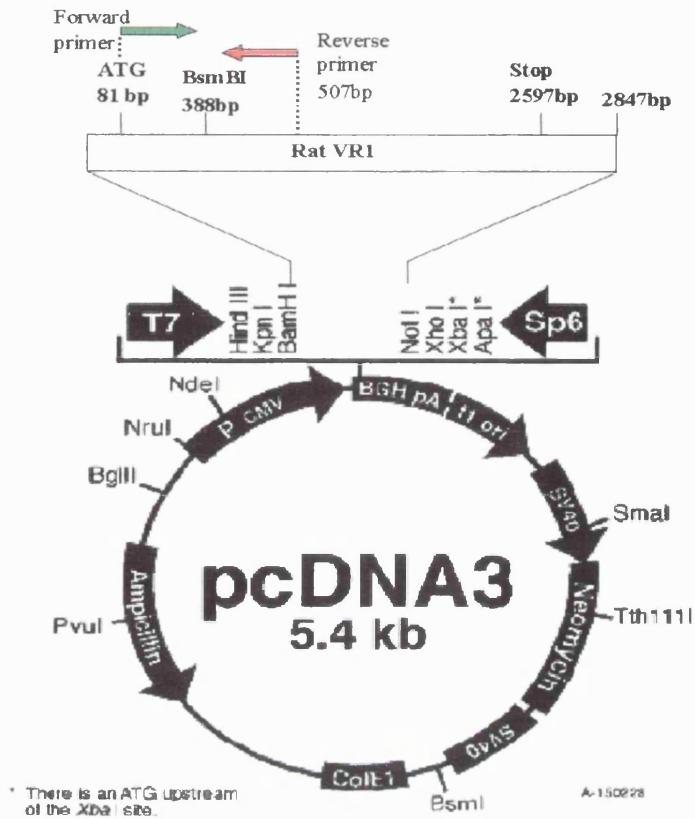 Forward
primer
Reverse
primer
507bp
ATG
81 bp
BsmBI
388bp
Stop
2597bp
2847bp
Rat VR1
T7
Hind III
Kpn I
BamH I
Not I
Xho I
Xba I*
Apa I*
Sp6
NdeI
NruI
BglII
PvuI
P CMV
BGH pA
f1 ori
SV40
SmaI
Neomycin
Tth111I
SV40
BsmI
ColE1
Ampicillin
pcDNA3
5.4 kb
* There is an ATG upstream
of the XbaI site.
A-150228